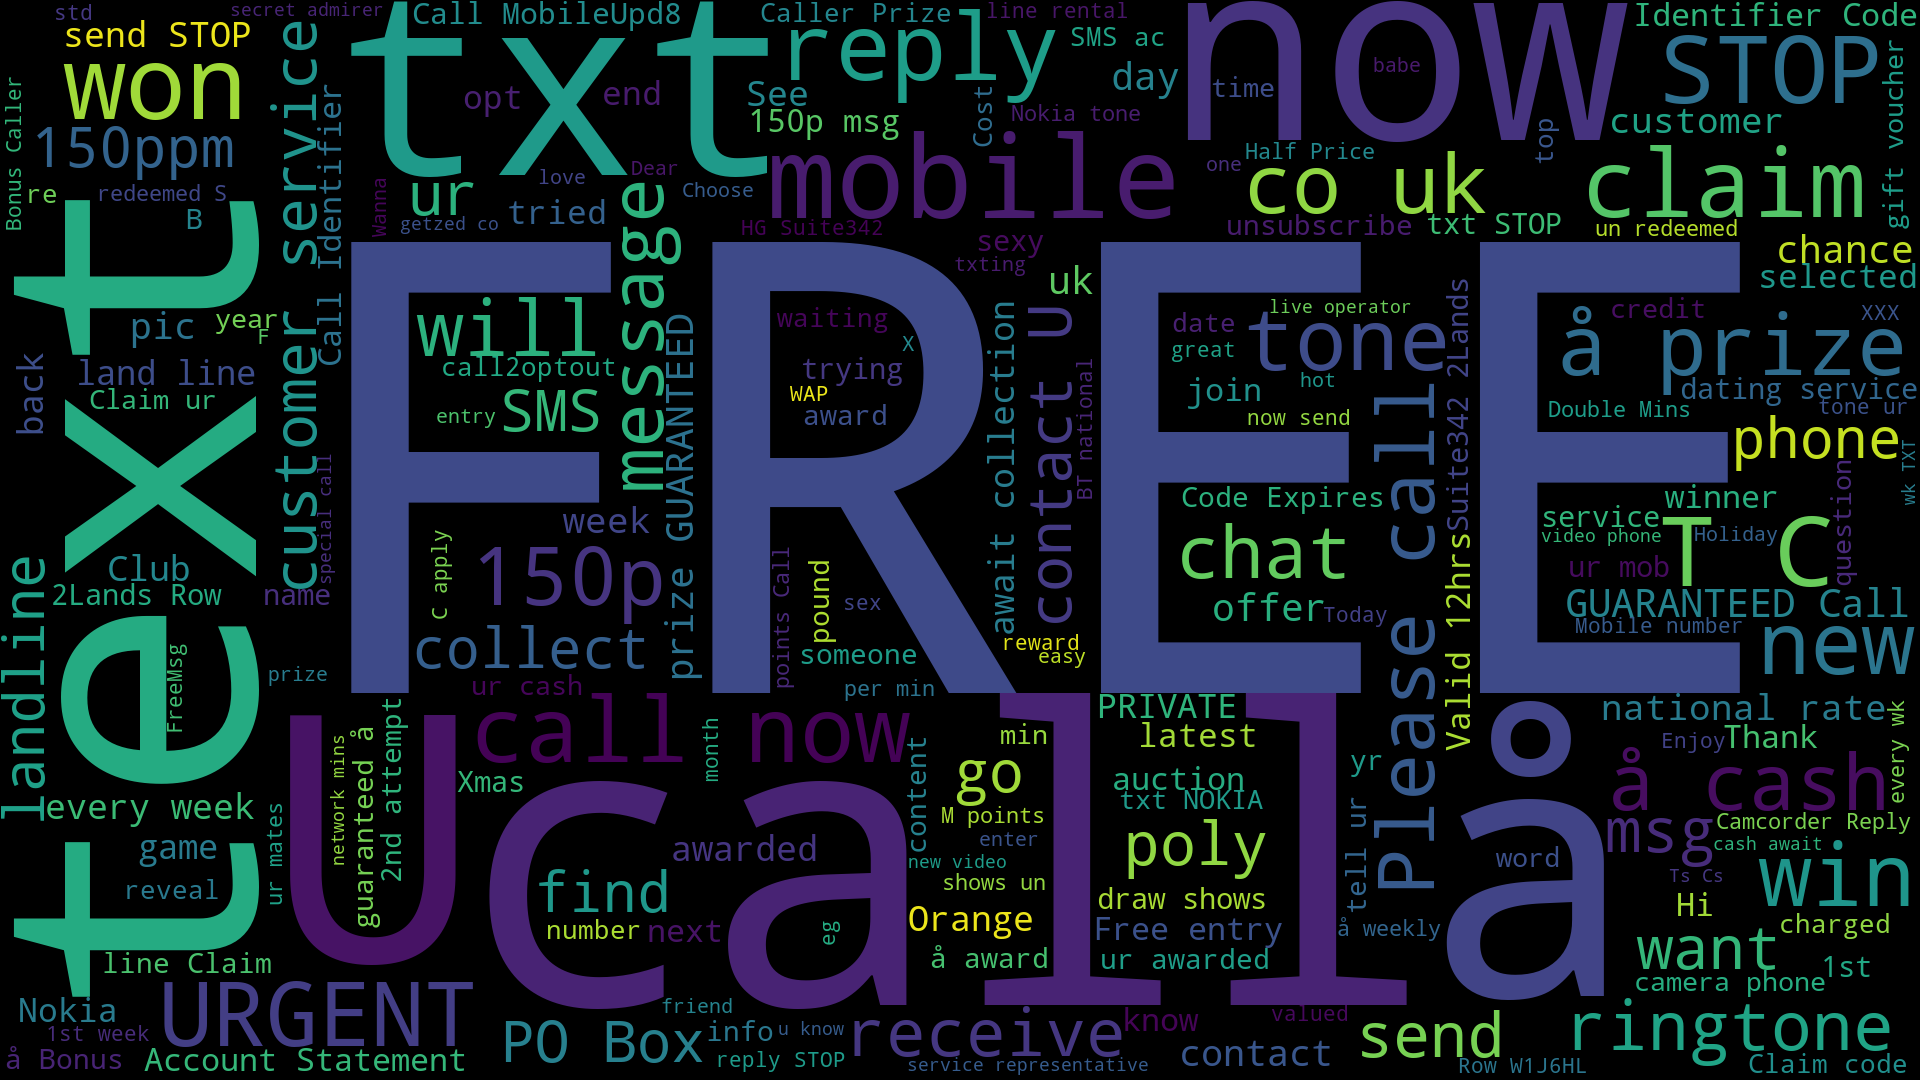 std
secret admirer
Call MobileUpd8
Caller Prize
line rental
Identifier Code
send STOP
won
txt
reply
SMS ac
now
STOP
babe
opt
end
See
day
time
Bonus Caller
customer service
Call Identifier
150ppm
150p msg
Cost
Nokia tone
top
customer
gift voucher
mobile
Half Price
one
co uk
claim
re
redeemed S
B
Wanna
ur
love
Dear
Choose
getzed co
tried
message
HG Suite342
sexy
txting
unsubscribe
txt STOP
un redeemed
chance
selected
text
pic
year
F
FREE
will
call2optout
entry
SMS
prize GUARANTEED
waiting
X
trying
WAP
award
await collection
uk
contact U
BT national
live operator
date
great
tone
join
hot
now send
Please call
Suite342 2Lands
credit
XXX
å prize
dating service
Double Mins
tone ur
phone
back
land line
Claim ur
special call
week
C apply
150p
points Call
pound
sex
Code Expires
chat
offer
Today
Valid 12hrs
winner
service
video phone
T C
Holiday
question
wk TXT
landline
Club
2Lands Row
name
collect
someone
reward
easy
ur mob
GUARANTEED Call
Mobile number
new
FreeMsg
prize
ur cash
per min
PRIVATE
national rate
every wk
U
guaranteed å
2nd attempt
network mins
call now
Xmas
month
content
min
latest
yr
å
Enjoy
Thank
every week
game
reveal
ur mates
call
awarded
find
number
next
eg
go
M points
enter
new video
shows un
Orange
å award
auction
txt NOKIA
poly
draw shows
Free entry
ur awarded
tell ur
å weekly
word
å cash
msg
Camcorder Reply
cash await
Ts Cs
win
Hi
charged
line Claim
want
1st
camera phone
Nokia
1st week
å Bonus
URGENT
Account Statement
PO Box
friend
info
u know
reply STOP
receive
service representative
know
contact
valued
send
Row W1J6HL
ringtone
Claim code